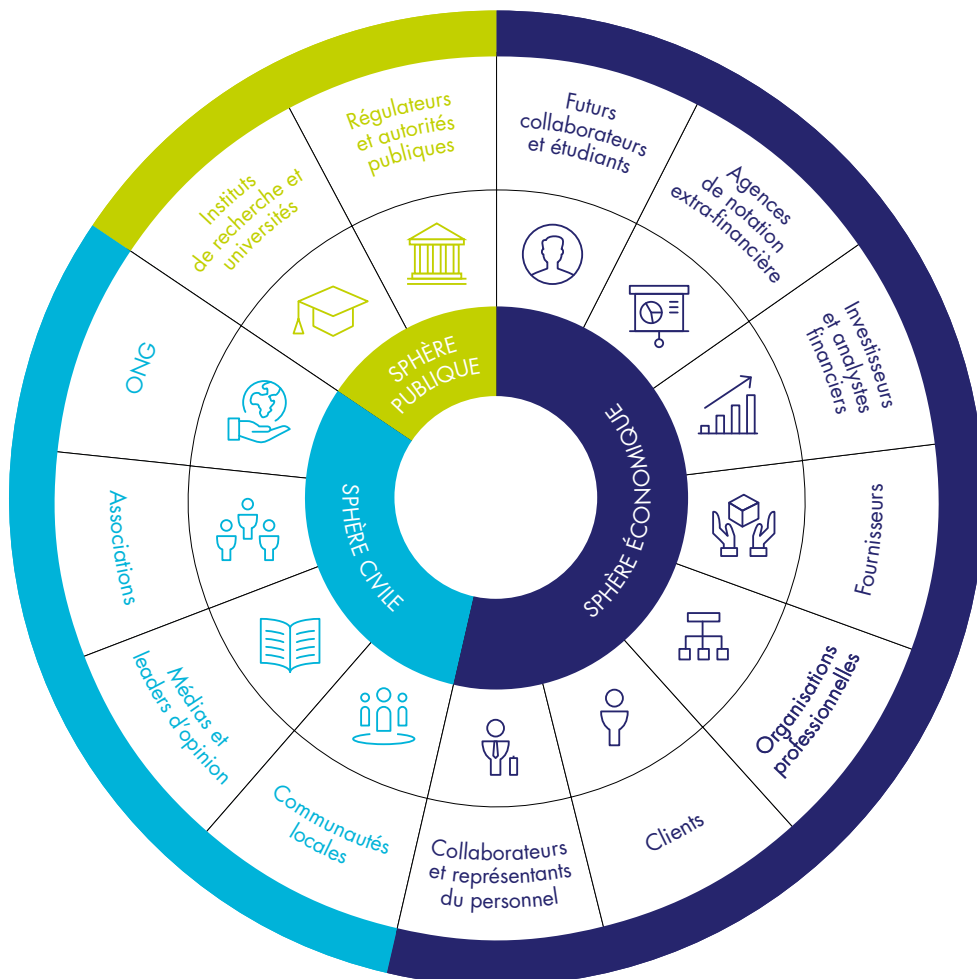 Régulateurs
et autorités
publiques
Futurs
collaborateurs
et étudiants
Agences
de notation
extra-financière
Investisseurs
et analystes
financiers
Fournisseurs
Organisations
professionnelles
Clients
Collaborateurs
et représentants
du personnel
Communautés
locales
Médias et
leaders d'opinion
Associations
ONG
Instituts
de recherche et
universités
SPHÈRE
PUBLIQUE
SPHÈRE ÉCONOMIQUE
SPHÈRE CIVILE